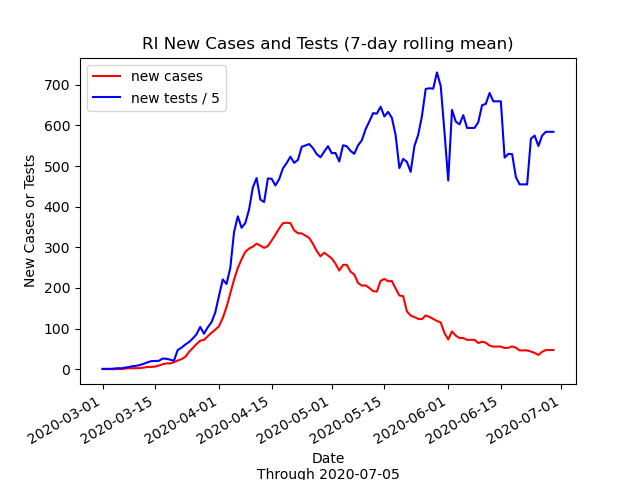 RI New Cases and Tests (7-day rolling mean)
new cases
new tests / 5
New Cases or Tests
700
600
500
400
300
200
100
0
2020-03-01
2020-03-15
2020-04-01
2020-04-15
2020-05-01
2020-05-15
2020-06-01
2020-06-15
2020-07-01
Date
Through 2020-07-05